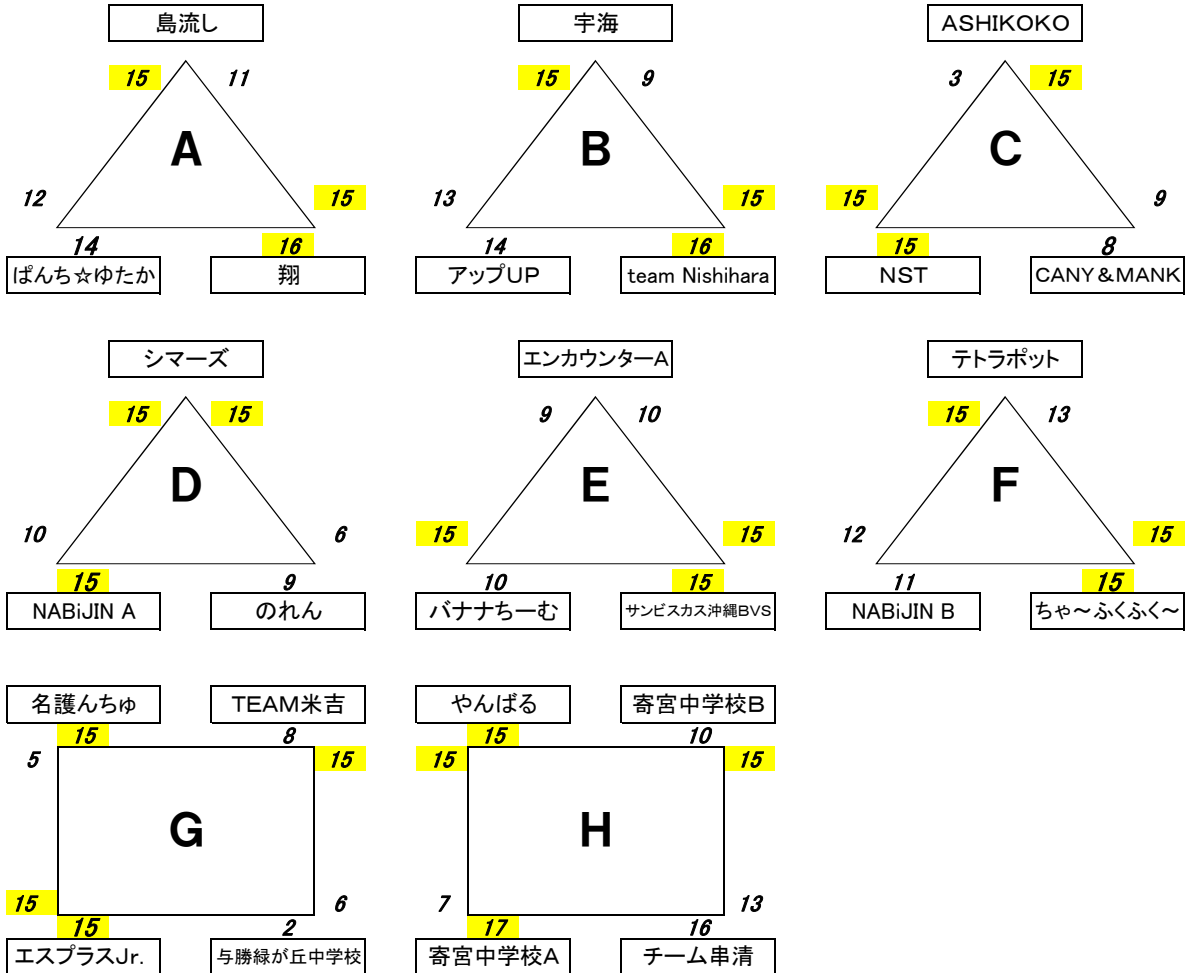 島流し 宇海 ASHIKOKO
15 11 15 9 3 15
A B C
12 15 13 15 15 9
14 16 14 16 15 8
ぱんち☆ゆたか 翔 アップUP team Nishihara NST CANY&MANK
シマーズ エンカウンターA テトラポット
15 15 9 10 15 13
D E F
10 6 15 15 12 15
15 9 10 15 11 15
NABiJIN A のれん バナナちーむ サンビスカス沖縄BVS NABiJIN B ちゃ～ふくふく～
名護んちゅ TEAM米吉 やんばる 寄宮中学校B
15 8 15 10
5 15 15 15
G H
15 6 7 13
15 2 17 16
エスプラスJr. 与勝緑が丘中学校 寄宮中学校A チーム串清